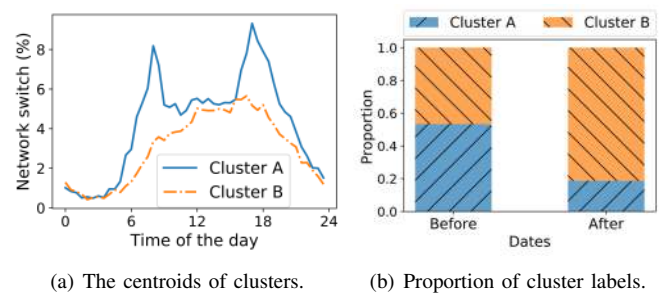 Network switch (%)
8
6
4
2
0
Cluster A
Cluster B
0 6 12 18 24
Time of the day
(a) The centroids of clusters.
Cluster A Cluster B
Proportion
1.0
0.8
0.6
0.4
0.2
0.0
Before After
Dates
(b) Proportion of cluster labels.